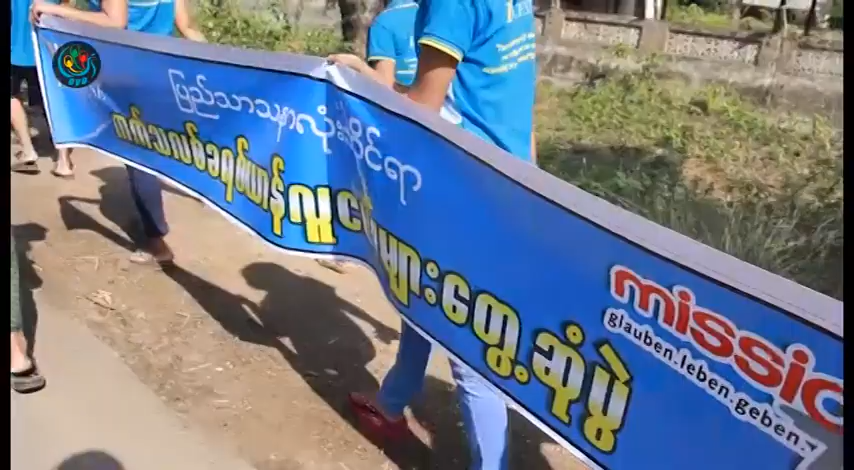 ပြည်သာသနာလုံးဆိုင်ရာ
ကက်သလစ်ခရစ်ယာန် လူငယ်များ တွေ့ဆုံပွဲ
missio
glauben.leben.geben.